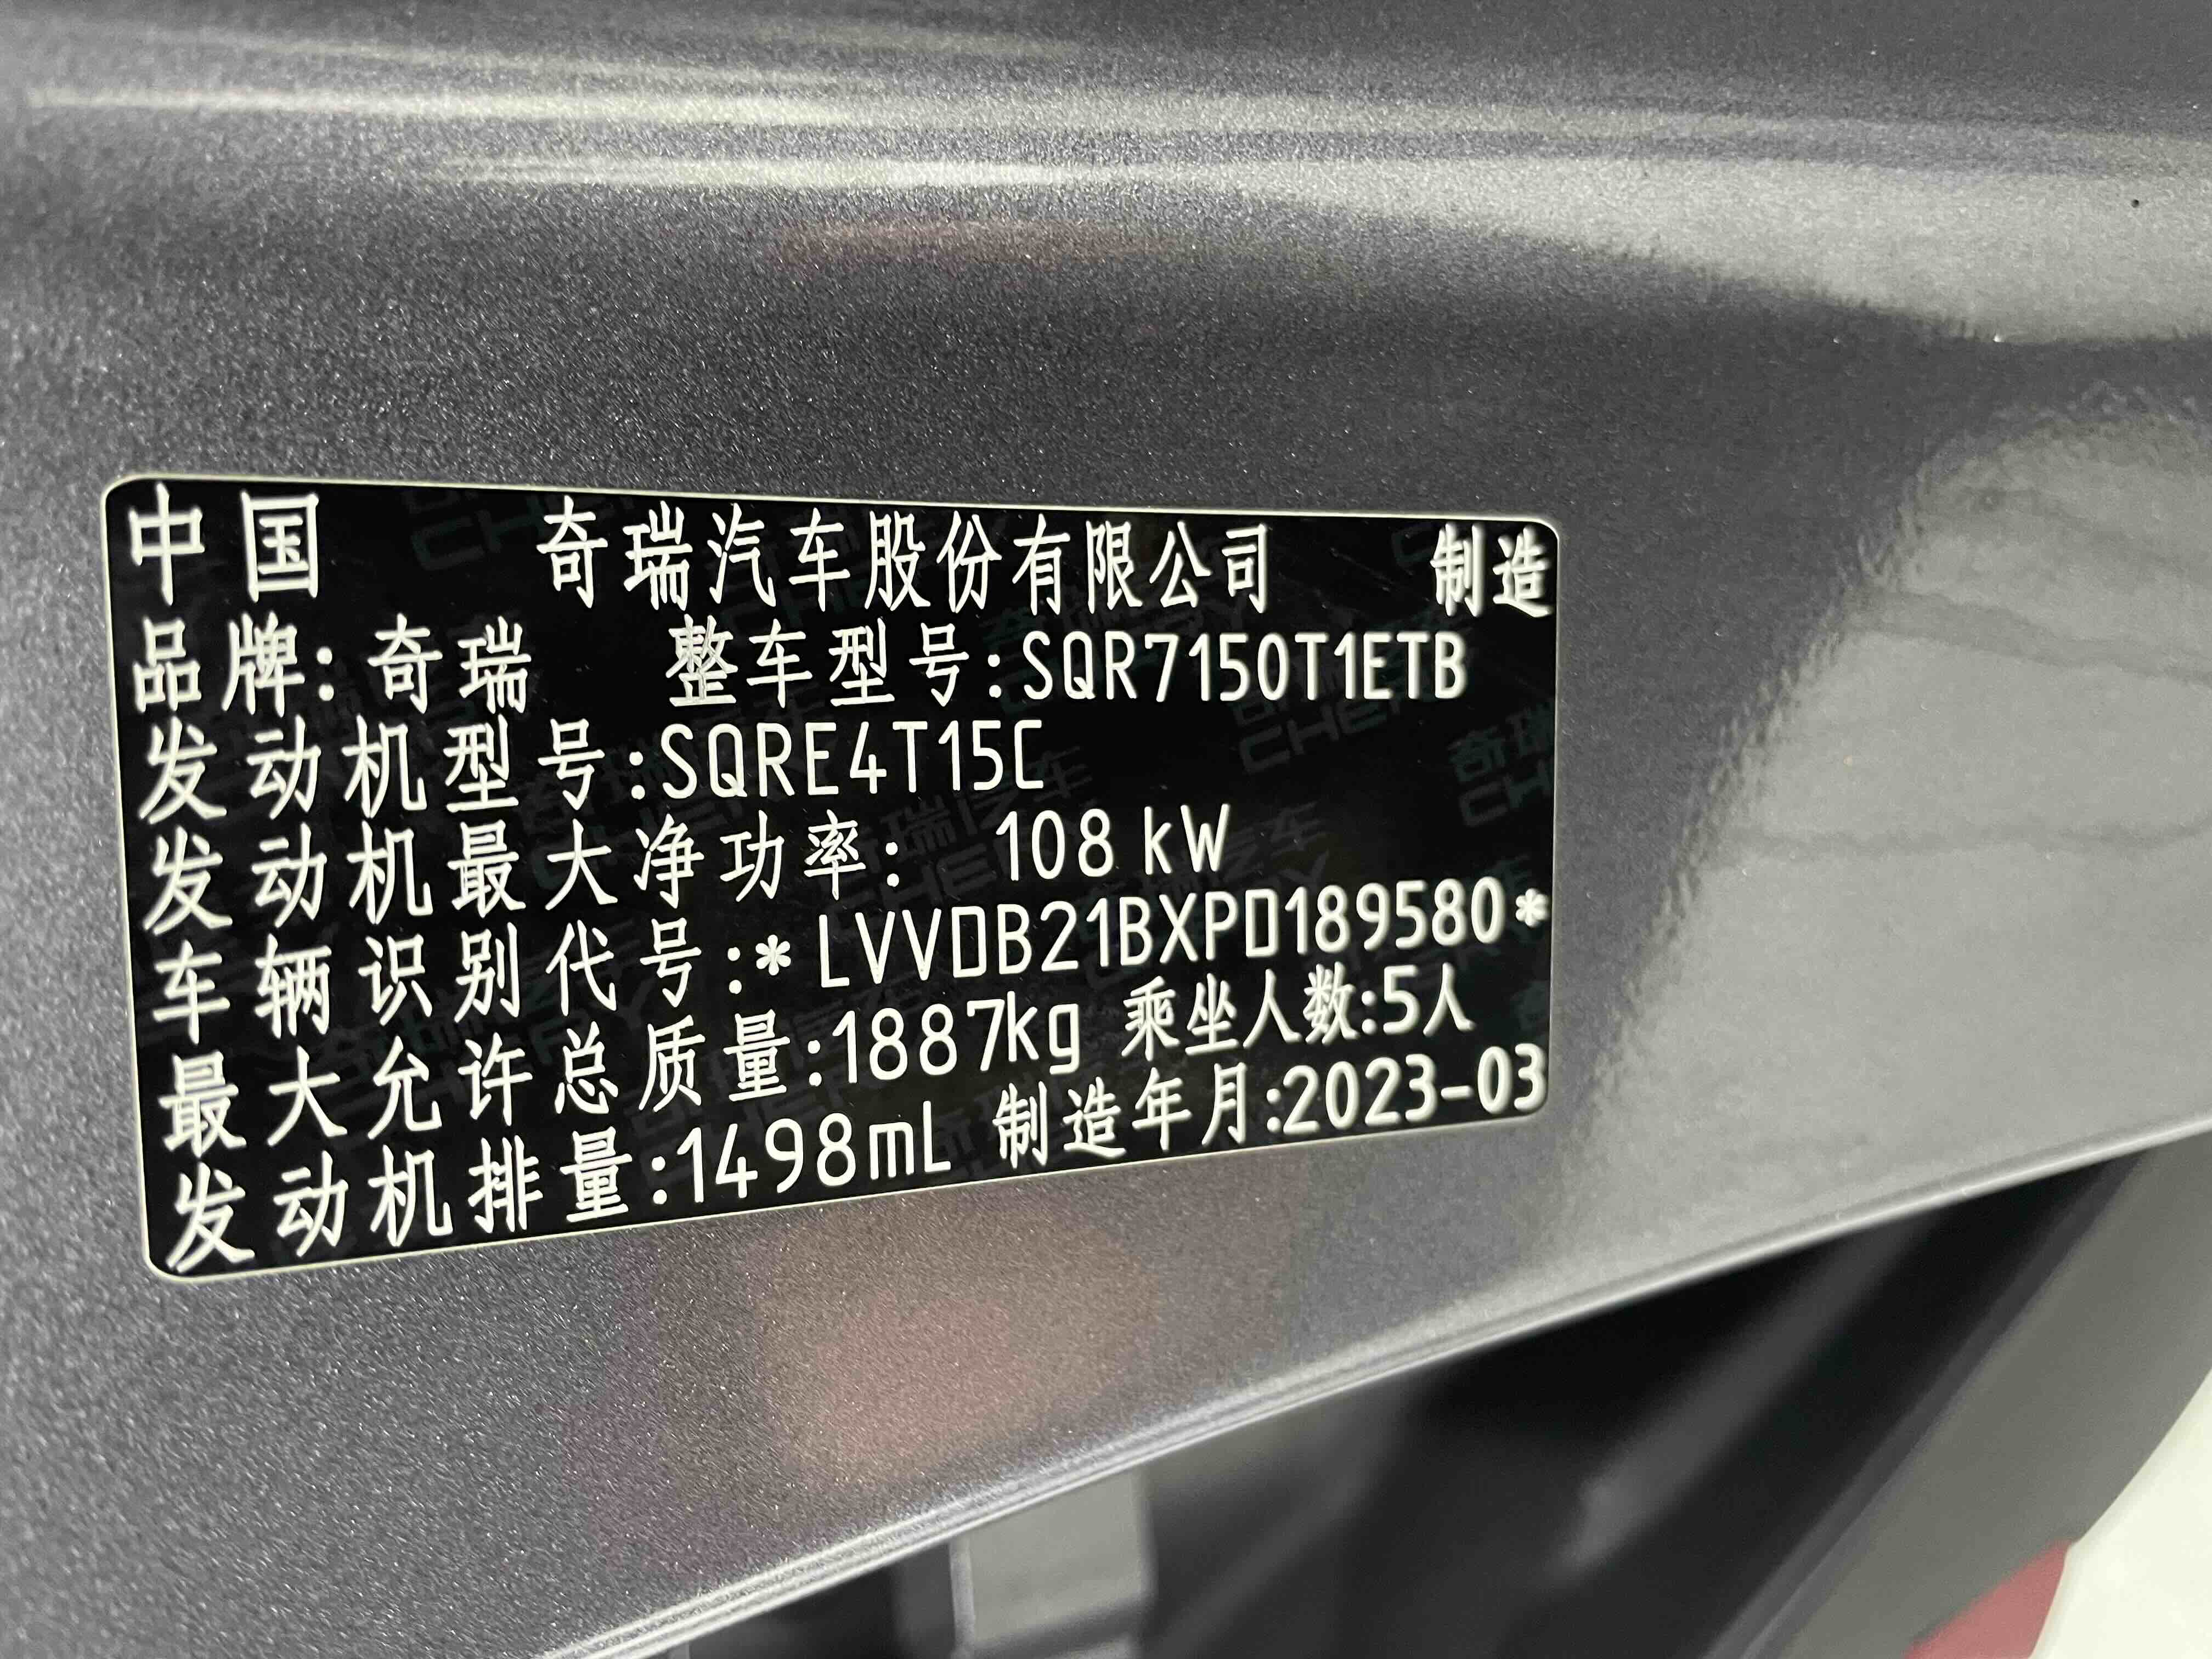 中国 奇瑞汽车股份有限公司 制造
品牌:奇瑞 整车型号:SQR7150T1ETB
发动机型号:SQRE4T15C
发动机最大净功率: 108 kW
车辆识别代号:*LVVDB21BXPD189580*
最大允许总质量:1887kg 乘坐人数:5人
发动机排量:1498mL 制造年月:2023-03